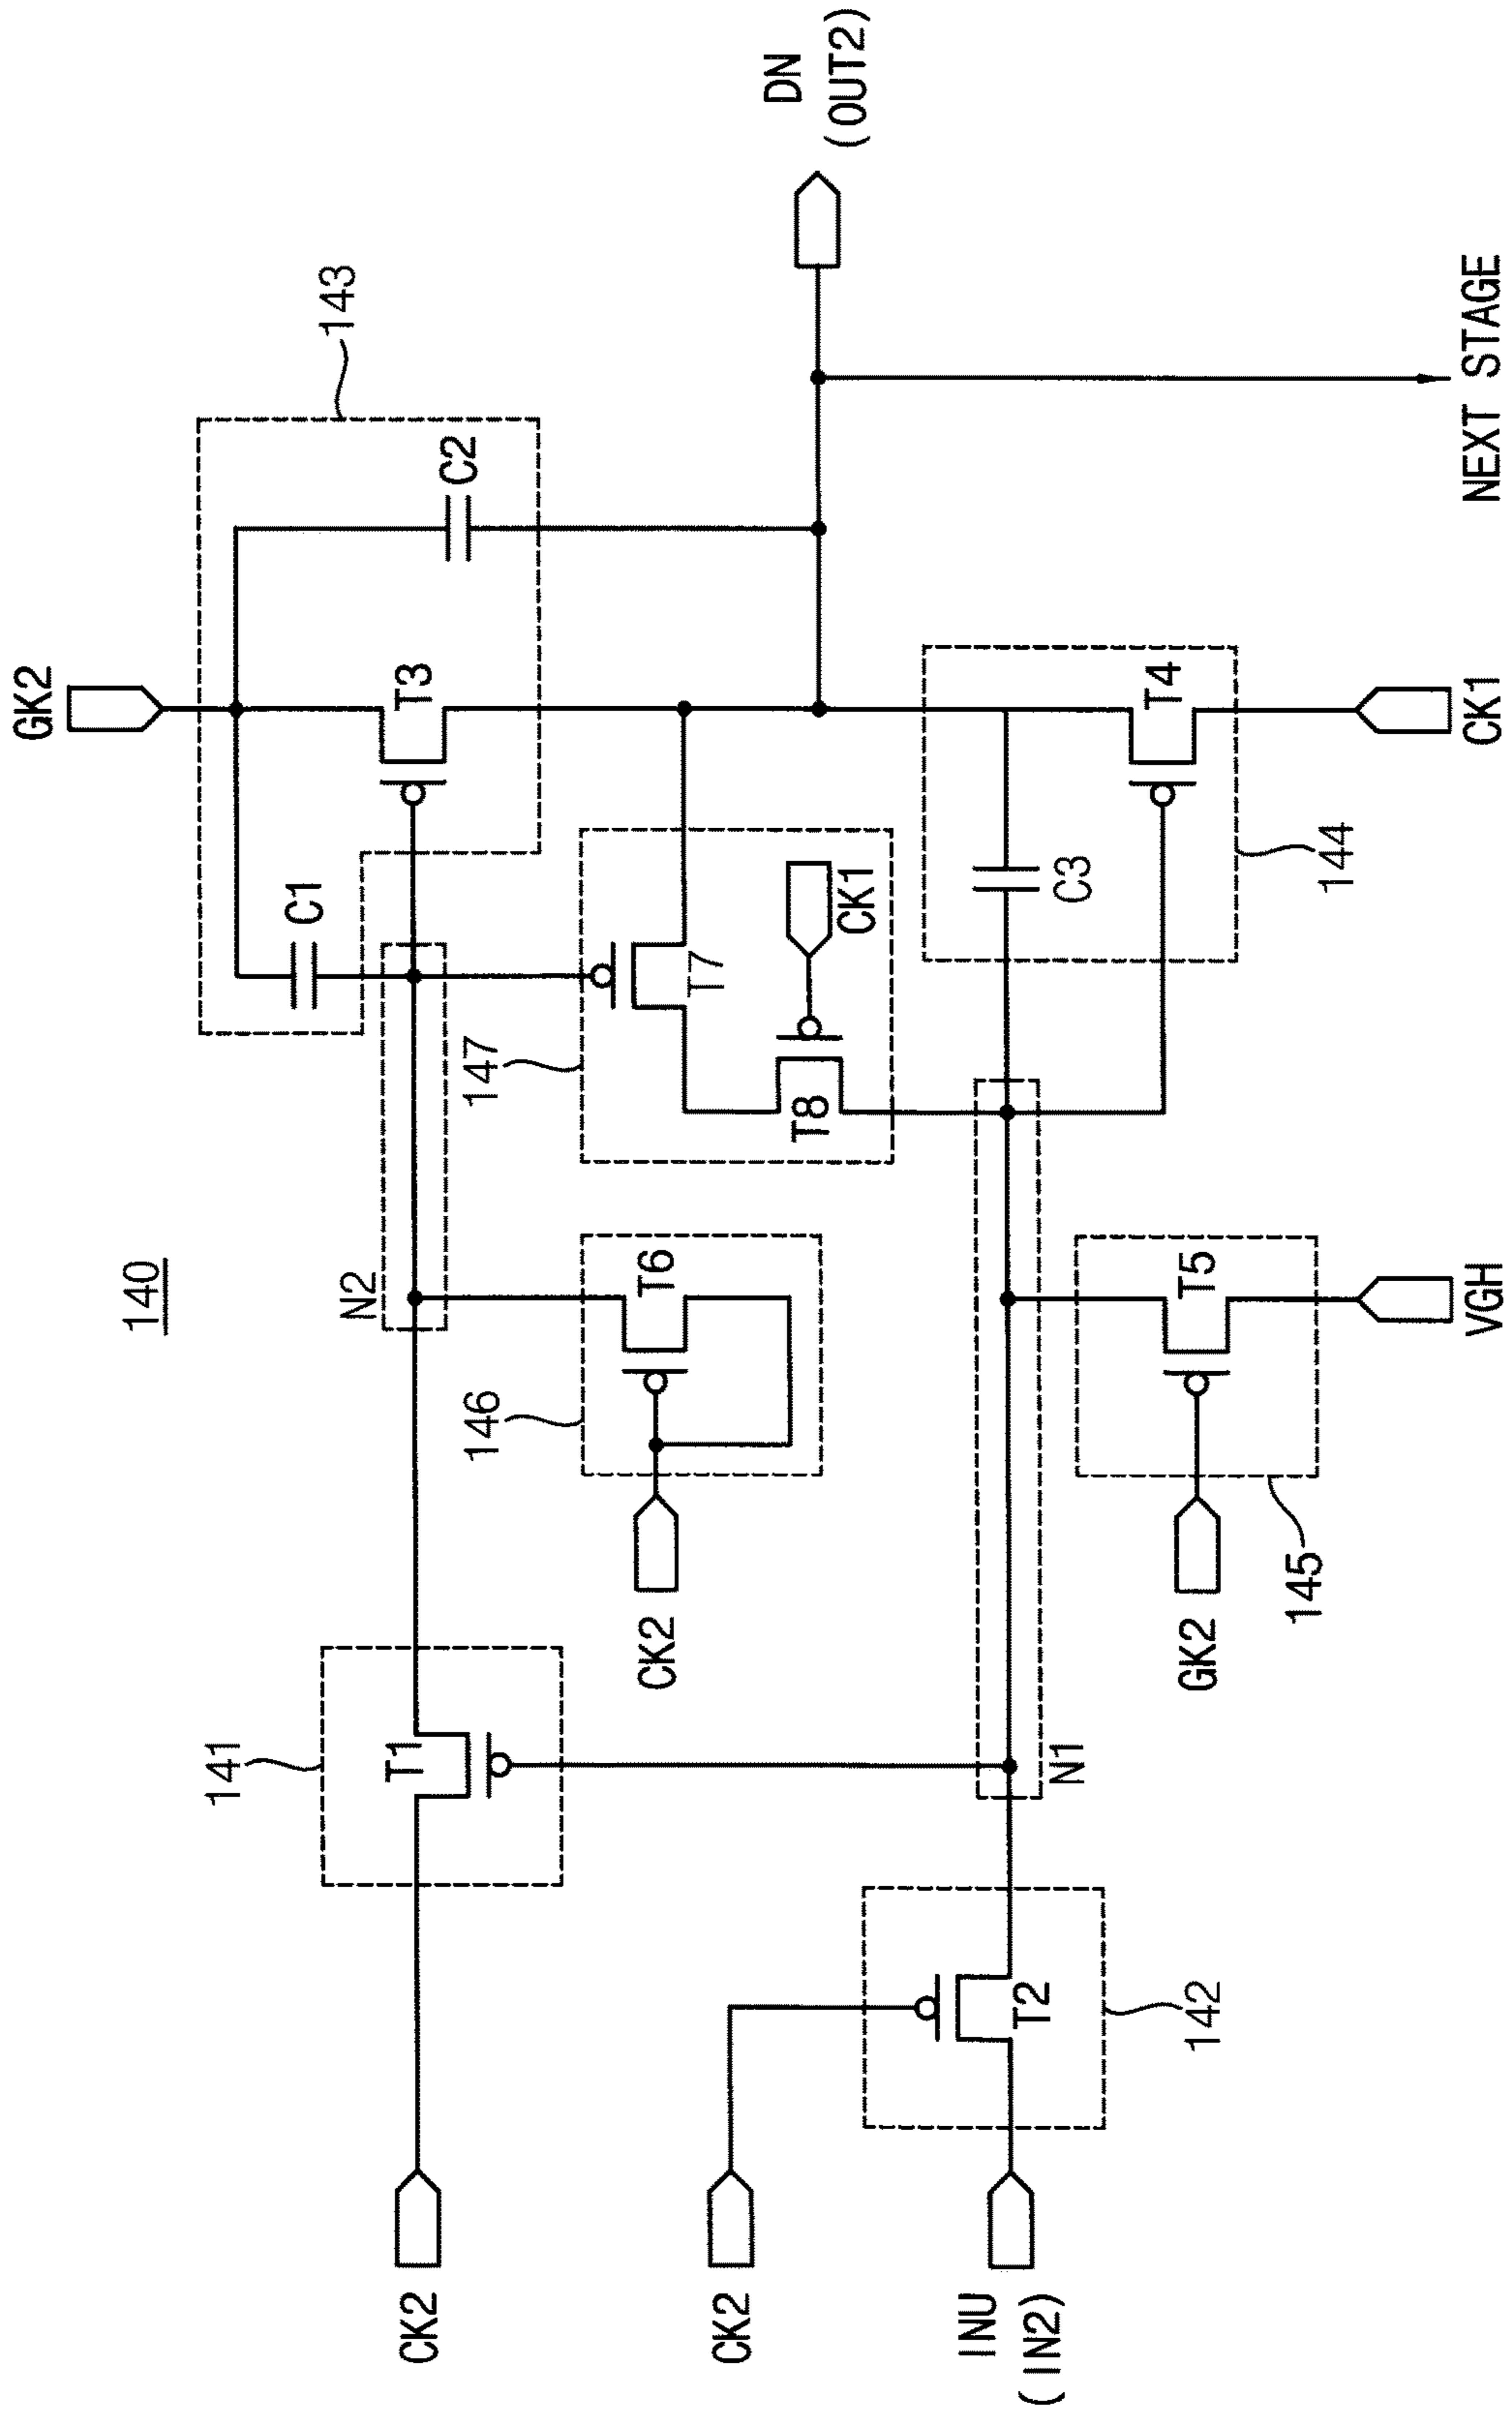 140
GK2
143
C1
T3
C2
DN
(OUT2)
141
T1
N2
147
T7
CK1
T8
146
T6
CK2
CK2
C3
144
T4
CK1
NEXT STAGE
N1
CK2
INU
(IN2)
T2
142
GK2
145
T5
VGH